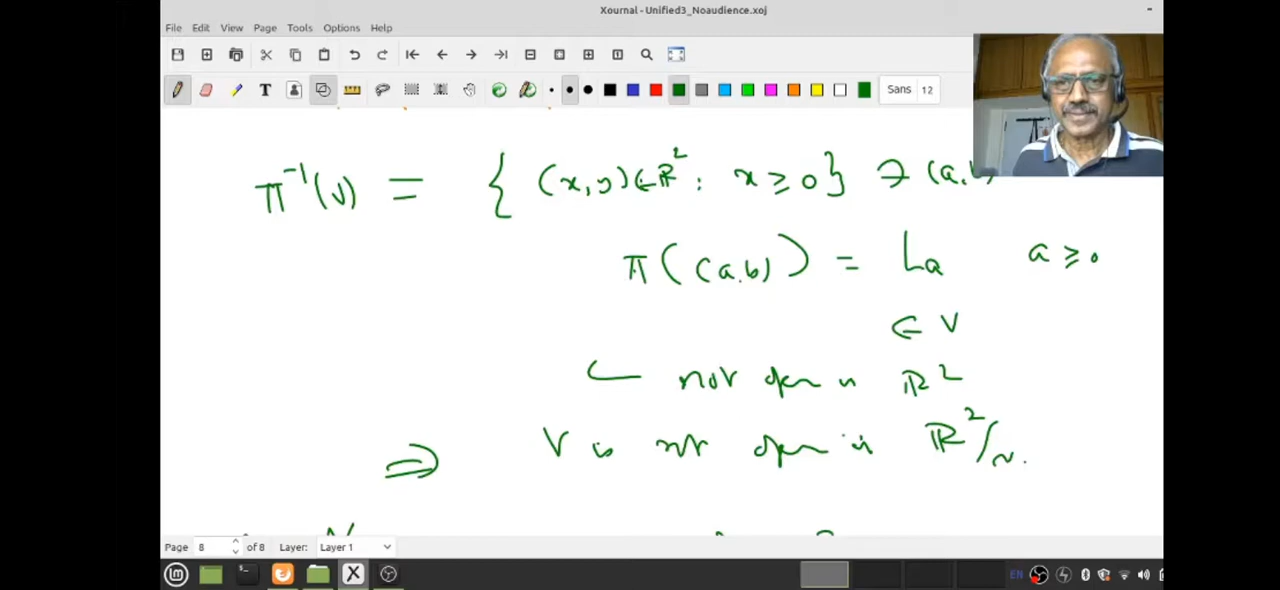 Xournal - Unified3_Noaudience.xoj
File Edit View Page Tools Options Help
Sans 12
π⁻¹(V) = { (x,y) ∈ ℝ² : x ≥ 0 } ∋ (a,b)
π((a,b)) = La a ≥ 0
∈ V
not open in ℝ²
⇒ V is not open in ℝ²/~.
Page 8 of 8 Layer: Layer 1
EN